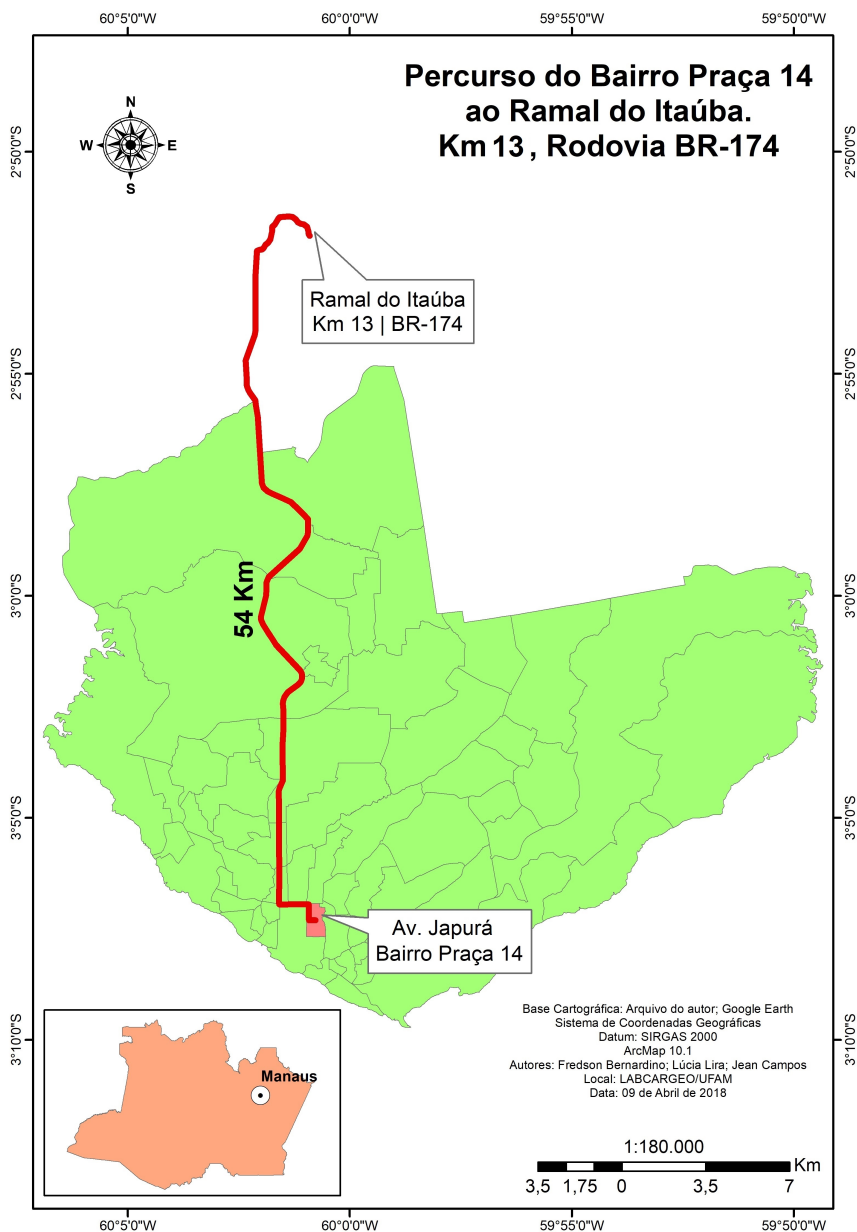 60°5'0"W 60°0'0"W 59°55'0"W 59°50'0"W
Percurso do Bairro Praça 14
ao Ramal do Itaúba.
Km 13 , Rodovia BR-174
N
W E
S
2°50'0"S 2°50'0"S
Ramal do Itaúba
Km 13 | BR-174
2°55'0"S 2°55'0"S
54 Km
3°0'0"S 3°0'0"S
3°5'0"S 3°5'0"S
Av. Japurá
Bairro Praça 14
Base Cartográfica: Arquivo do autor; Google Earth
Sistema de Coordenadas Geográficas
Datum: SIRGAS 2000
ArcMap 10.1
Autores: Fredson Bernardino; Lúcia Lira; Jean Campos
Local: LABCARGEO/UFAM
Data: 09 de Abril de 2018
3°10'0"S 3°10'0"S
Manaus
1:180.000
Km
3,5 1,75 0 3,5 7
60°5'0"W 60°0'0"W 59°55'0"W 59°50'0"W